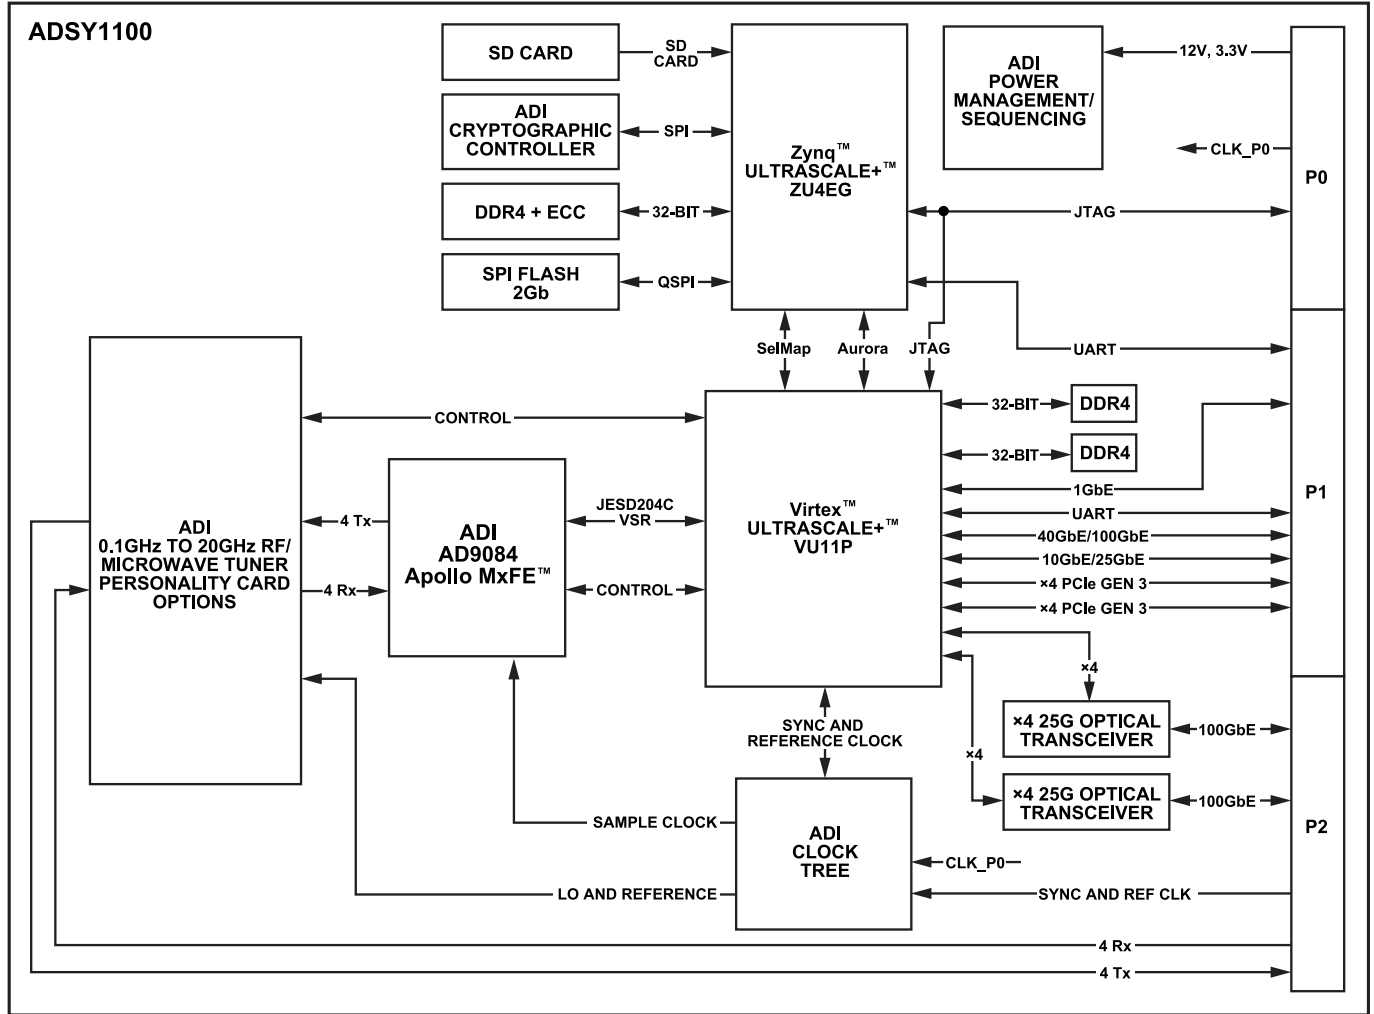 ADSY1100
SD CARD
SD
CARD
ADI
CRYPTOGRAPHIC
CONTROLLER
SPI
DDR4 + ECC
32-BIT
SPI FLASH
2Gb
QSPI
Zynq™
ULTRASCALE+™
ZU4EG
ADI
POWER
MANAGEMENT/
SEQUENCING
12V, 3.3V
CLK_P0
JTAG
P0
SelMap
Aurora
JTAG
UART
ADI
0.1GHz TO 20GHz RF/
MICROWAVE TUNER
PERSONALITY CARD
OPTIONS
CONTROL
4 Tx
4 Rx
ADI
AD9084
Apollo MxFE™
JESD204C
VSR
CONTROL
Virtex™
ULTRASCALE+™
VU11P
32-BIT
DDR4
32-BIT
DDR4
1GbE
UART
40GbE/100GbE
10GbE/25GbE
×4 PCIe GEN 3
×4 PCIe GEN 3
P1
×4
×4
×4 25G OPTICAL
TRANSCEIVER
100GbE
×4 25G OPTICAL
TRANSCEIVER
100GbE
P2
SYNC AND
REFERENCE CLOCK
SAMPLE CLOCK
LO AND REFERENCE
ADI
CLOCK
TREE
CLK_P0
SYNC AND REF CLK
4 Rx
4 Tx